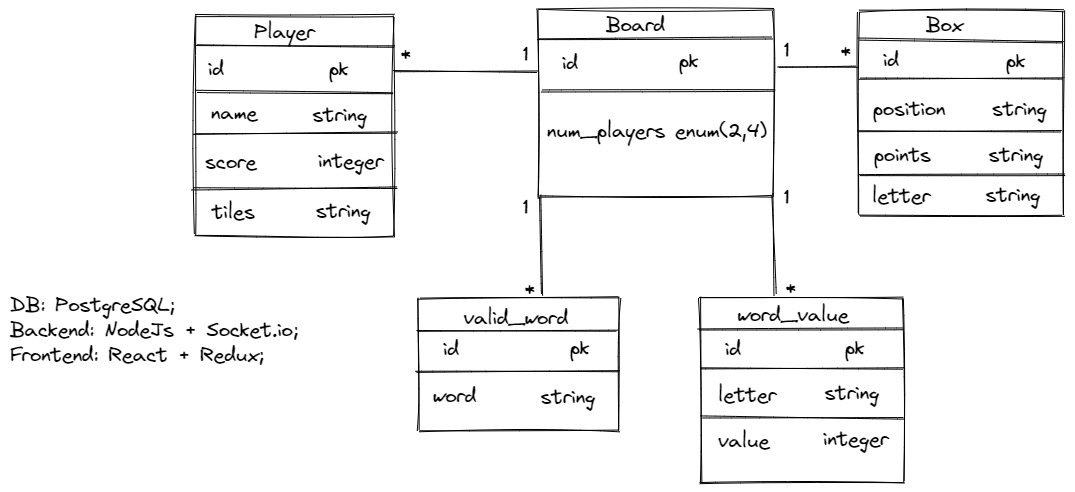 Player
id pk
name string
score integer
tiles string
* 1
Board
id pk
num_players enum(2,4)
1 *
Box
id pk
position string
points string
letter string
1
*
valid_word
id pk
word string
1
*
word_value
id pk
letter string
value integer
DB: PostgreSQL;
Backend: NodeJs + Socket.io;
Frontend: React + Redux;